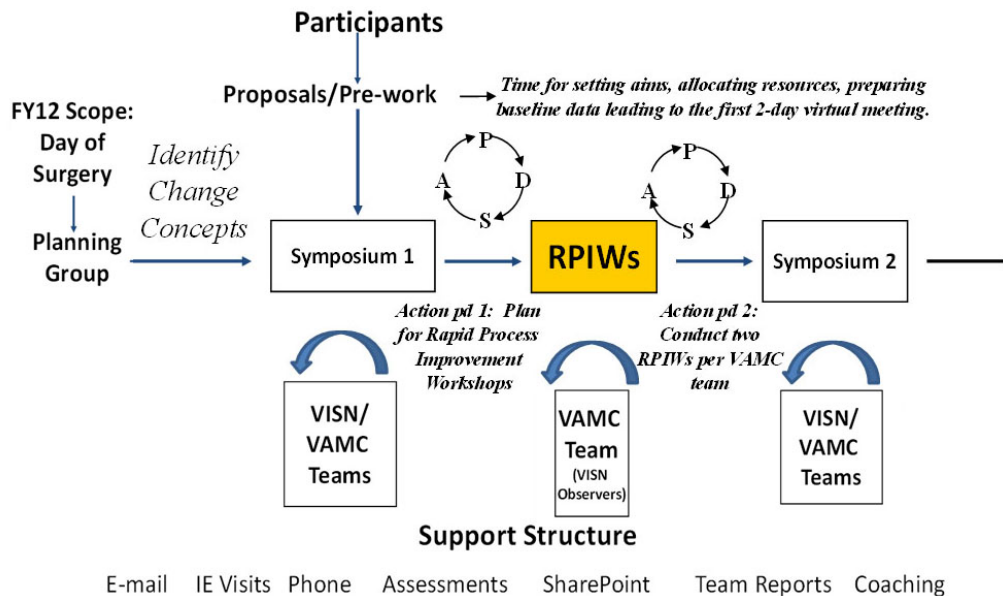 Participants
Proposals/Pre-work
Time for setting aims, allocating resources, preparing
baseline data leading to the first 2-day virtual meeting.
FY12 Scope:
Day of
Surgery
Planning
Group
Identify
Change
Concepts
P
D
S
A
P
D
S
A
Symposium 1
RPIWs
Symposium 2
Action pd 1:  Plan
for Rapid Process
Improvement
Workshops
Action pd 2:
Conduct two
RPIWs per VAMC
team
VISN/
VAMC
Teams
VAMC
Team
(VISN
Observers)
VISN/
VAMC
Teams
Support Structure
E-mail IE Visits Phone Assessments SharePoint Team Reports Coaching